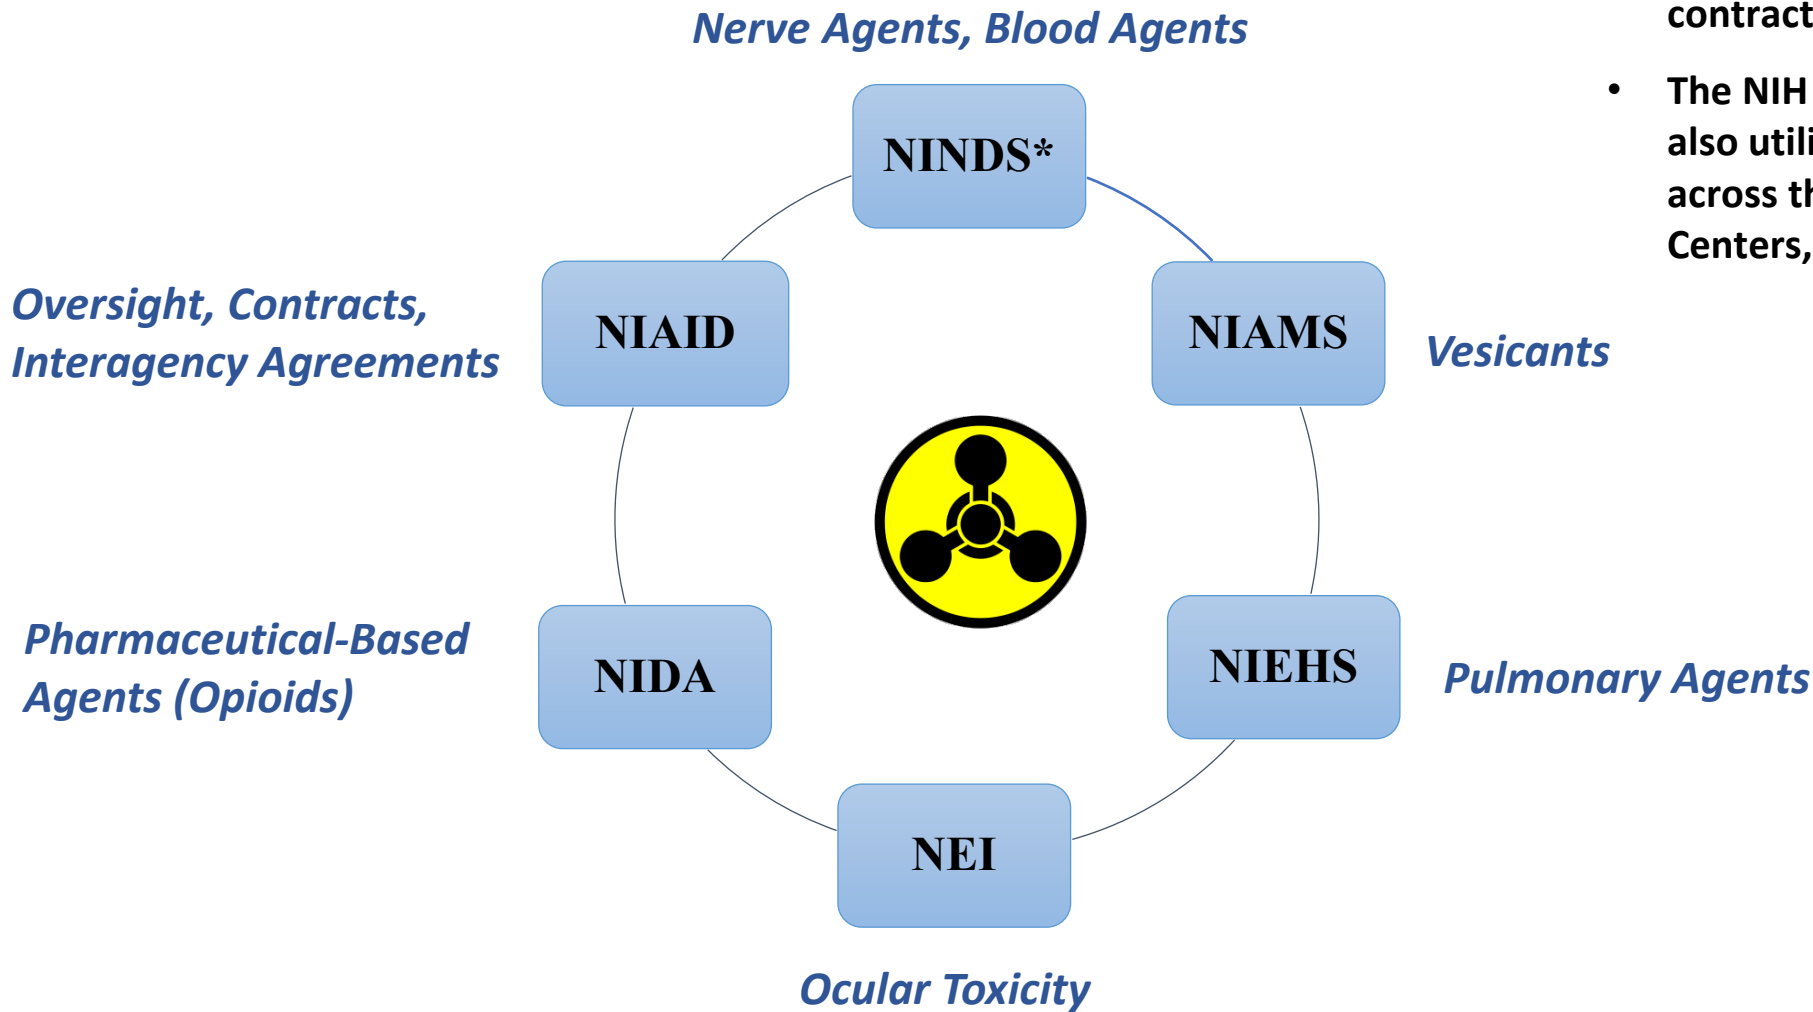 Nerve Agents, Blood Agents
NINDS*
NIAID
Oversight, Contracts,
Interagency Agreements
NIAMS
Vesicants
NIDA
Pharmaceutical-Based
Agents (Opioids)
NIEHS
Pulmonary Agents
NEI
Ocular Toxicity
contract
• The NIH
also utili
across th
Centers,